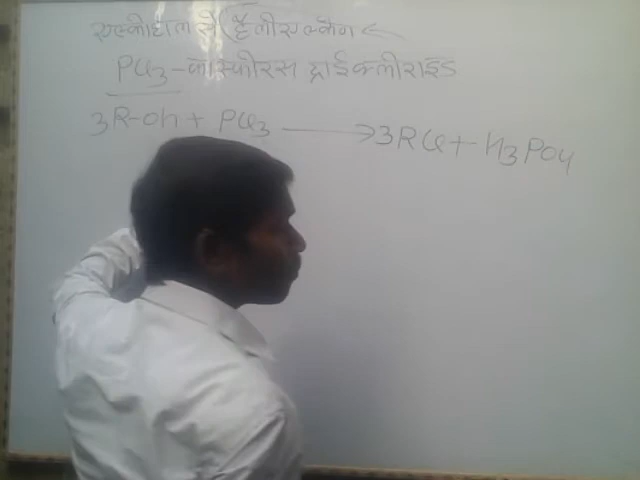 एल्कोहाल से (हैलोएल्केन ←
PCl3 - फास्फोरस ट्राईक्लोराइड
3R-OH + PCl3 ⟶ 3RCl + H3PO4